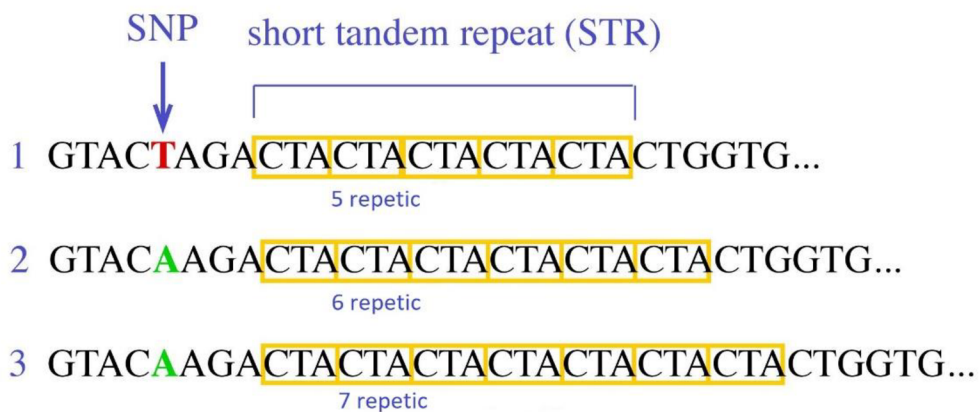 SNP short tandem repeat (STR)
1 GTACTAGACTACTACTACTACTACTGGTG...
5 repetic
2 GTACAAGACTACTACTACTACTACTACTGGTG...
6 repetic
3 GTACAAGACTACTACTACTACTACTACTACTGGTG...
7 repetic